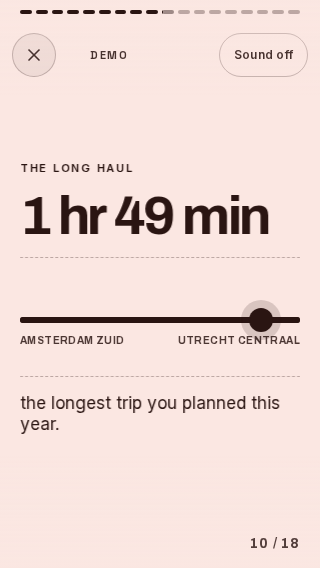 DEMO
Sound off
THE LONG HAUL
1 hr 49 min
AMSTERDAM ZUID
UTRECHT CENTRAAL
the longest trip you planned this
year.
10 / 18